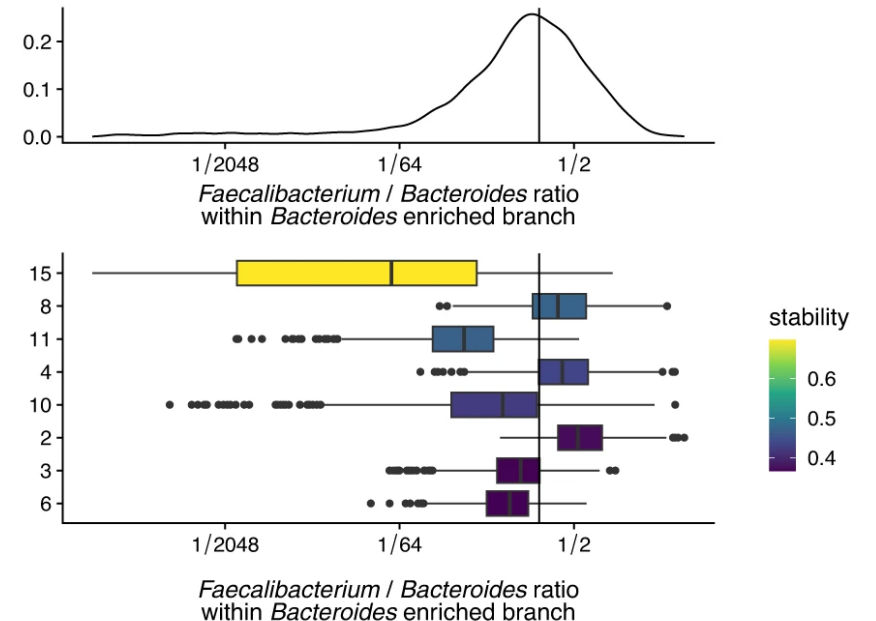 0.2
0.1
0.0
1/2048 1/64 1/2
Faecalibacterium / Bacteroides ratio
within Bacteroides enriched branch
15
8
11
4
10
2
3
6
1/2048 1/64 1/2
Faecalibacterium / Bacteroides ratio
within Bacteroides enriched branch
stability
0.6
0.5
0.4